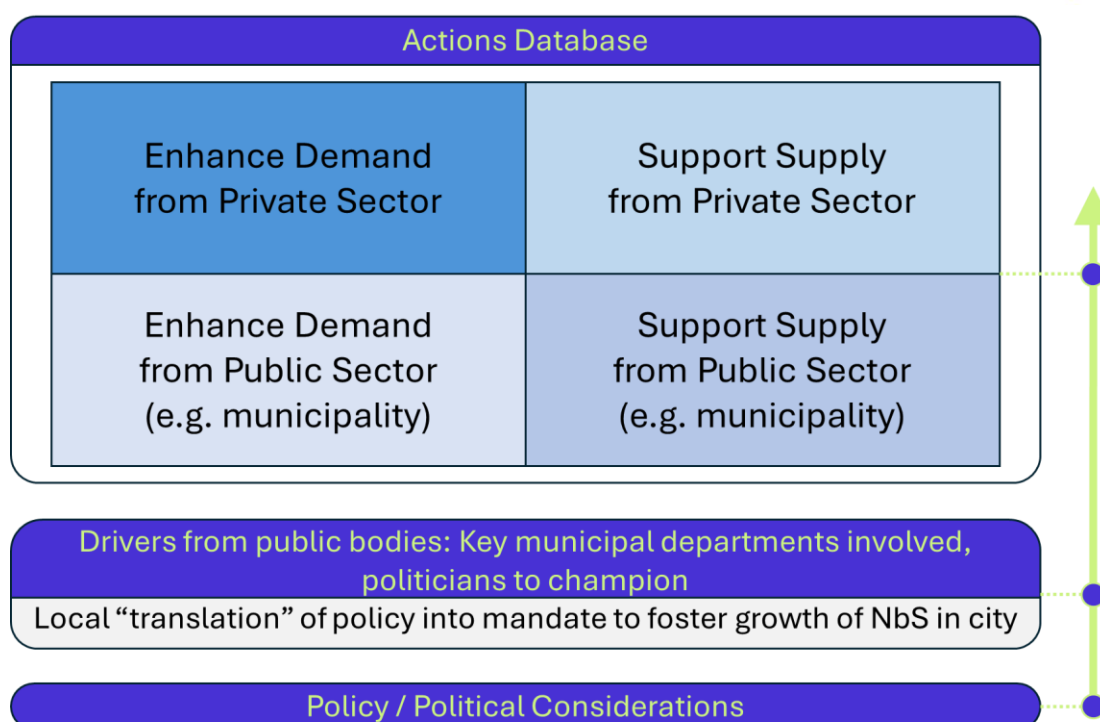 Actions Database
Enhance Demand
from Private Sector
Support Supply
from Private Sector
Enhance Demand
from Public Sector
(e.g. municipality)
Support Supply
from Public Sector
(e.g. municipality)
Drivers from public bodies: Key municipal departments involved,
politicians to champion
Local “translation” of policy into mandate to foster growth of NbS in city
Policy / Political Considerations